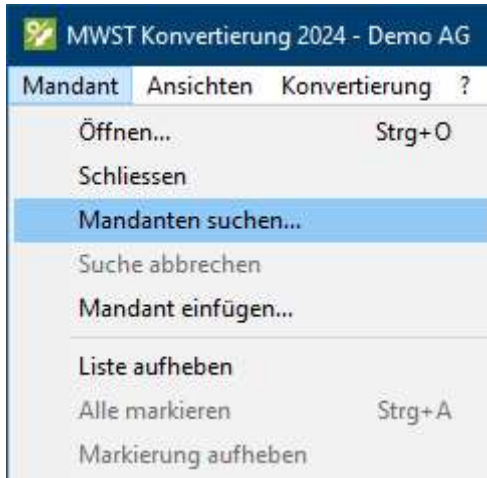 MWST Konvertierung 2024 - Demo AG
Mandant Ansichten Konvertierung ?
Öffnen... Strg+O
Schliessen
Mandanten suchen...
Suche abbrechen
Mandant einfügen...
Liste aufheben
Alle markieren Strg+A
Markierung aufheben